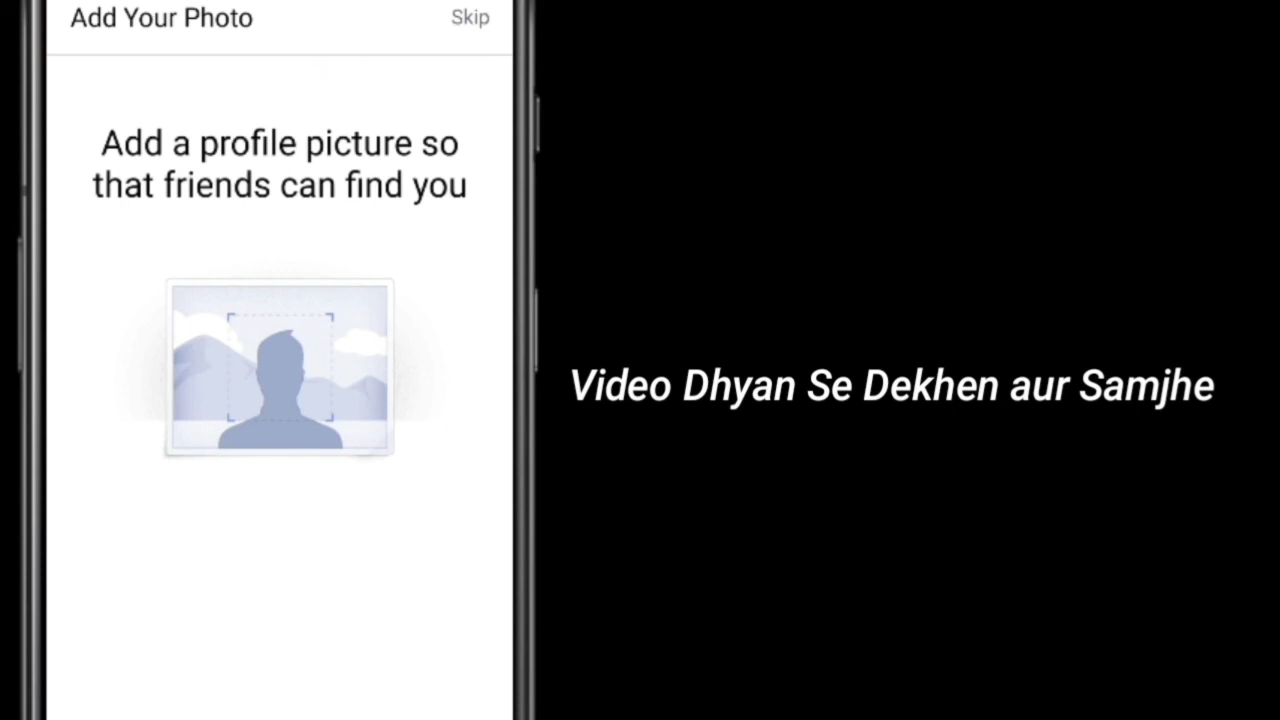 Add Your Photo
Skip
Add a profile picture so
that friends can find you
Video Dhyan Se Dekhen aur Samjhe